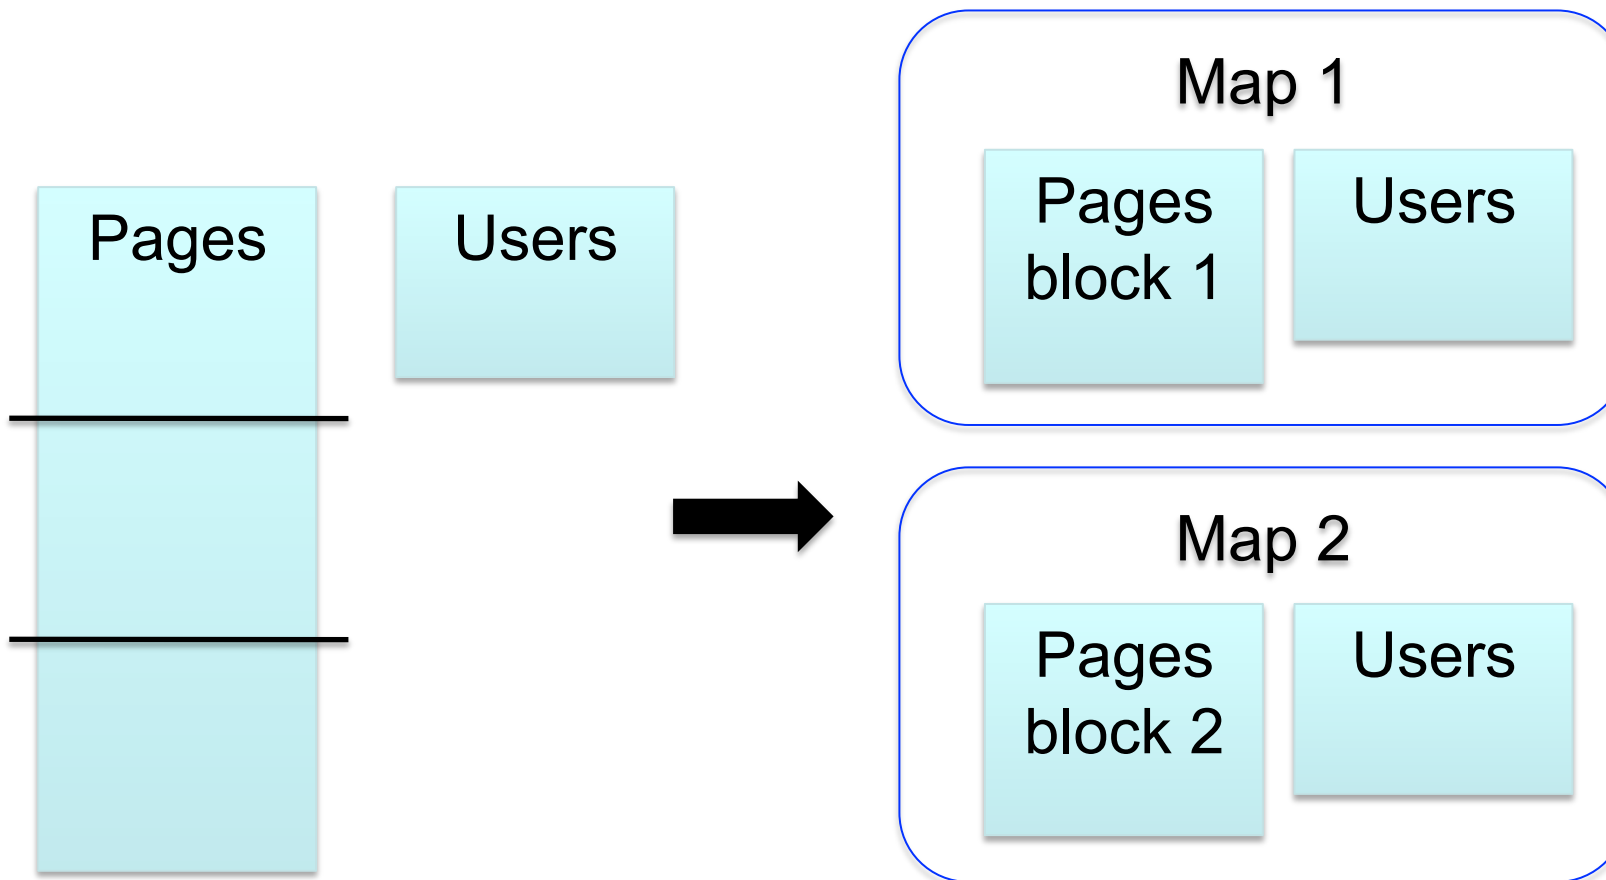 Pages
Users
Map 1
Pages
block 1
Users
Map 2
Pages
block 2
Users